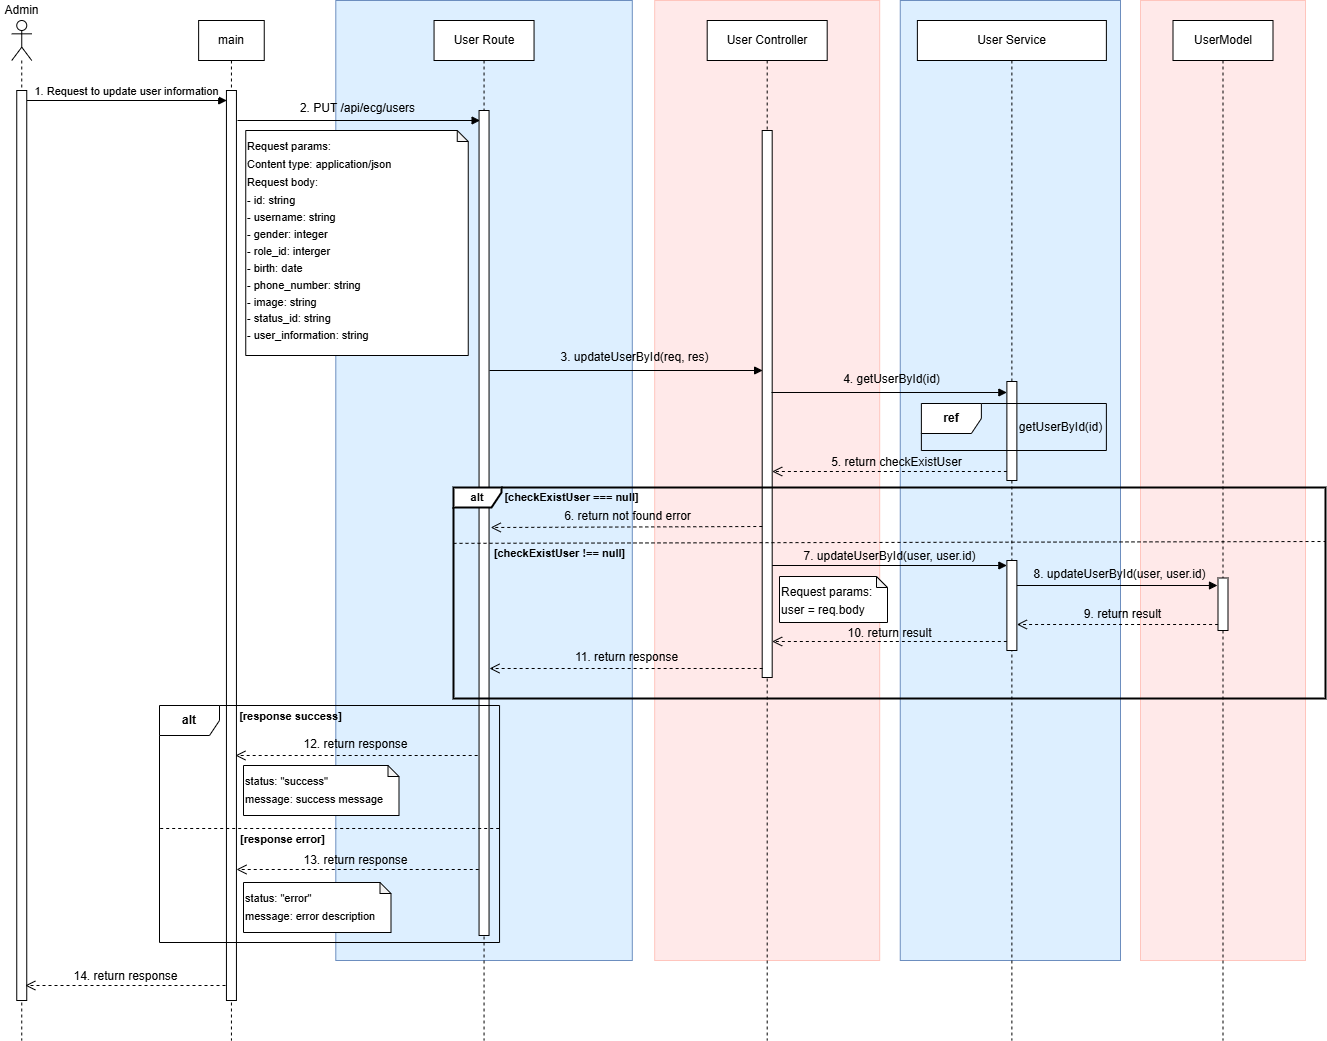 Admin
main
User Route
User Controller
User Service
UserModel
1. Request to update user information
2. PUT /api/ecg/users
Request params:
Content type: application/json
Request body:
- id: string
- username: string
- gender: integer
- role_id: interger
- birth: date
- phone_number: string
- image: string
- status_id: string
- user_information: string
3. updateUserById(req, res)
4. getUserById(id)
ref
getUserById(id)
5. return checkExistUser
alt
[checkExistUser === null]
6. return not found error
[checkExistUser !== null]
7. updateUserById(user, user.id)
8. updateUserById(user, user.id)
Request params:
user = req.body
9. return result
10. return result
11. return response
alt
[response success]
12. return response
status: "success"
message: success message
[response error]
13. return response
status: "error"
message: error description
14. return response